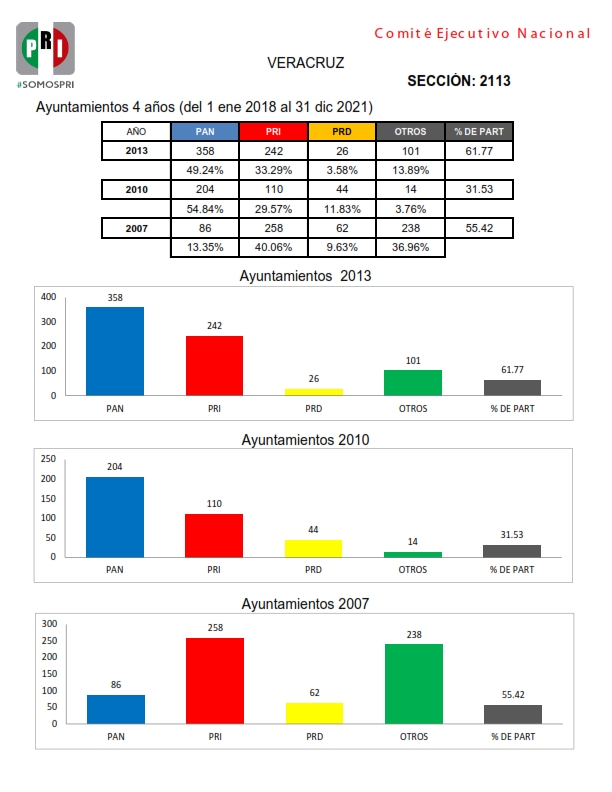 Comité Ejecutivo Nacional
PRI
#SOMOSPRI
VERACRUZ
SECCIÓN: 2113
Ayuntamientos 4 años (del 1 ene 2018 al 31 dic 2021)
AÑO PAN PRI PRD OTROS % DE PART
2013 358 242 26 101 61.77
49.24% 33.29% 3.58% 13.89%
2010 204 110 44 14 31.53
54.84% 29.57% 11.83% 3.76%
2007 86 258 62 238 55.42
13.35% 40.06% 9.63% 36.96%
Ayuntamientos 2013
400
300
200
100
0
358 242 26 101 61.77
PAN PRI PRD OTROS % DE PART
Ayuntamientos 2010
250
200
150
100
50
0
204 110 44 14 31.53
PAN PRI PRD OTROS % DE PART
Ayuntamientos 2007
300
250
200
150
100
50
0
86 258 62 238 55.42
PAN PRI PRD OTROS % DE PART